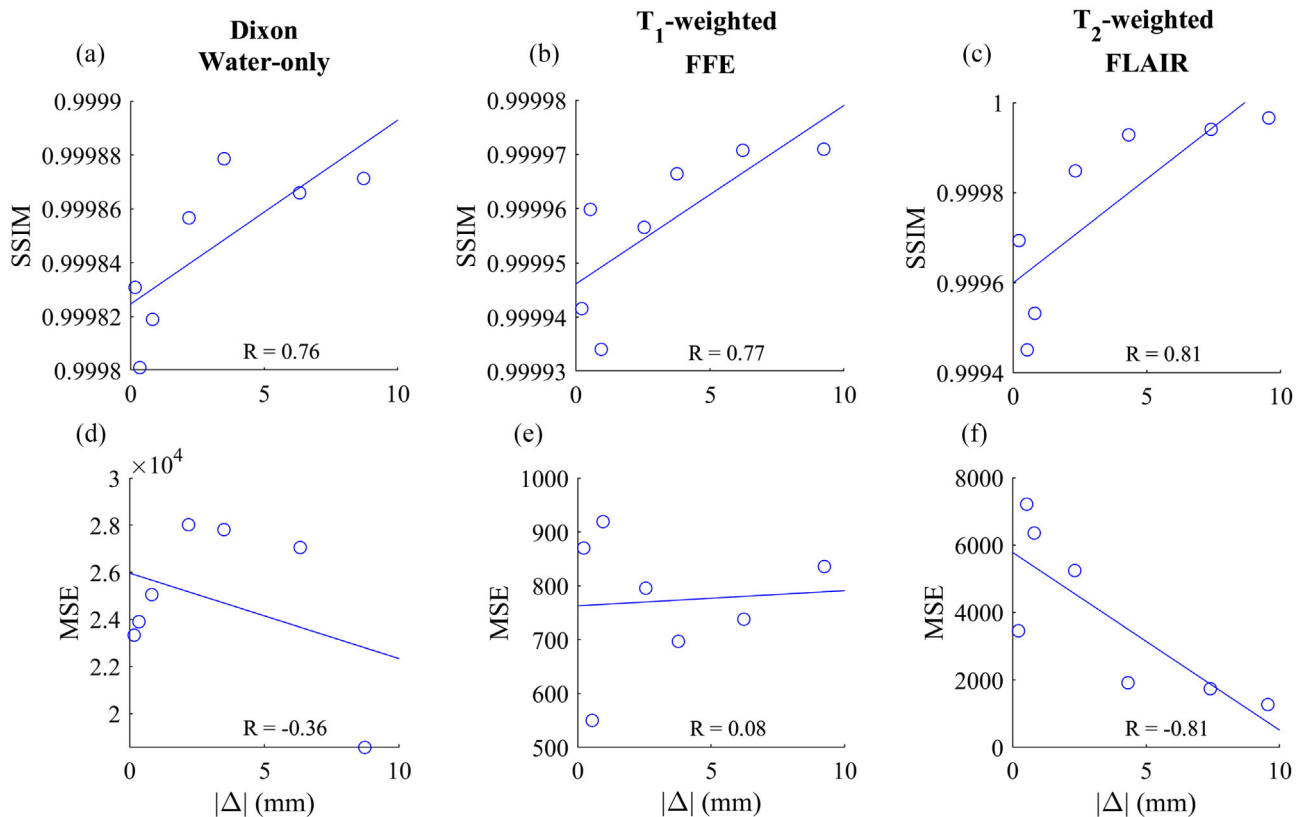 (a)
Dixon
Water-only
SSIM
0.9999
0.99988
0.99986
0.99984
0.99982
0.9998
R = 0.76
0
5
10
(b)
T1-weighted
FFE
SSIM
0.99998
0.99997
0.99996
0.99995
0.99994
0.99993
R = 0.77
0
5
10
(c)
T2-weighted
FLAIR
SSIM
1
0.9998
0.9996
0.9994
R = 0.81
0
5
10
(d)
×10⁴
MSE
3
2.8
2.6
2.4
2.2
2
R = -0.36
0
5
10
|Δ| (mm)
(e)
MSE
1000
900
800
700
600
500
R = 0.08
0
5
10
|Δ| (mm)
(f)
MSE
8000
6000
4000
2000
0
R = -0.81
0
5
10
|Δ| (mm)